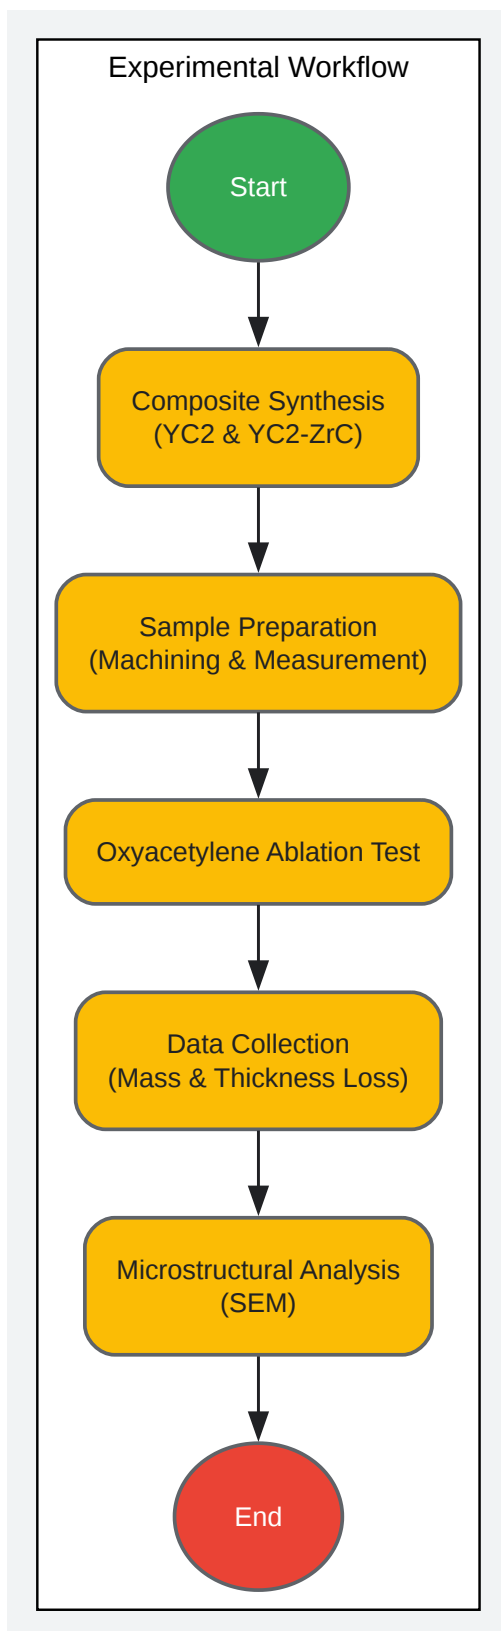 Experimental Workflow
Start
Composite Synthesis
(YC2 & YC2-ZrC)
Sample Preparation
(Machining & Measurement)
Oxyacetylene Ablation Test
Data Collection
(Mass & Thickness Loss)
Microstructural Analysis
(SEM)
End